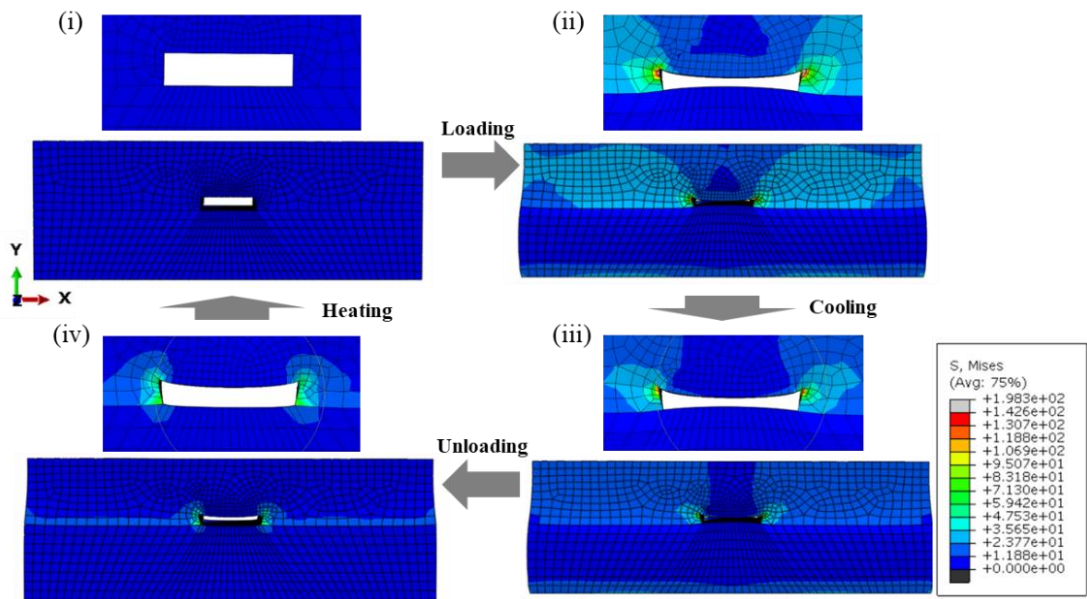 (i)
(ii)
Loading
Y
Z
X
Heating
Cooling
(iv)
(iii)
Unloading
S, Mises
(Avg: 75%)
+1.983e+02
+1.426e+02
+1.307e+02
+1.188e+02
+1.069e+02
+9.507e+01
+8.318e+01
+7.130e+01
+5.942e+01
+4.753e+01
+3.565e+01
+2.377e+01
+1.188e+01
+0.000e+00